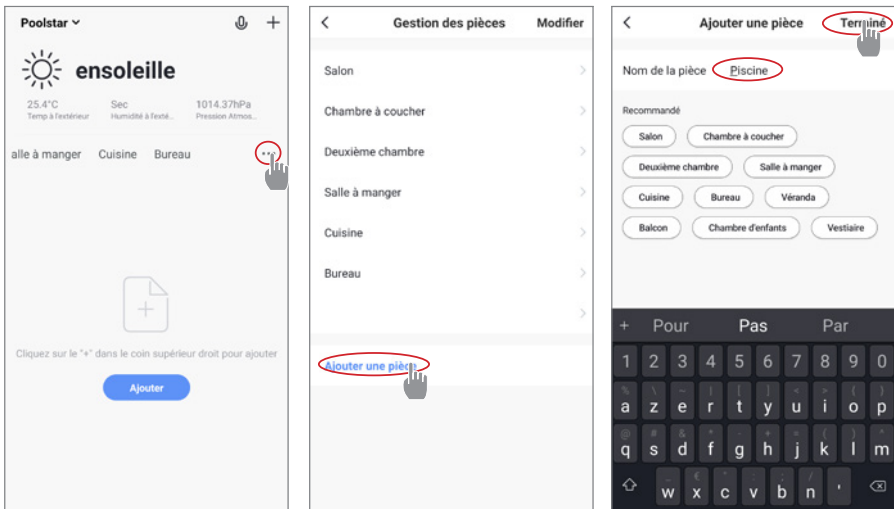 Poolstar
ensoleille
25.4°C Sec 1014.37hPa
Temp à l'extérieur Humidité à l'exté... Pression Atmos...
alle à manger Cuisine Bureau ...
Cliquez sur le "+" dans le coin supérieur droit pour ajouter
Ajouter
Gestion des pièces Modifier
Salon
Chambre à coucher
Deuxième chambre
Salle à manger
Cuisine
Bureau
Ajouter une pièce
Ajouter une pièce Terminé
Nom de la pièce Piscine
Recommandé
Salon Chambre à coucher
Deuxième chambre Salle à manger
Cuisine Bureau Véranda
Balcon Chambre d'enfants Vestiaire
+ Pour Pas Par
1 2 3 4 5 6 7 8 9 0
a z e r t y u i o p
q s d f g h j k l m
w x c v b n '